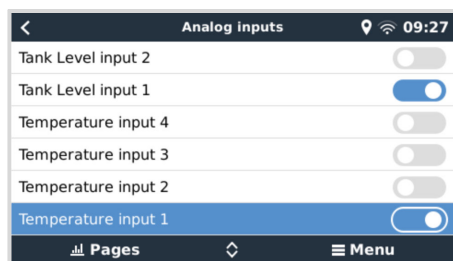 Analog inputs 09:27
Tank Level input 2
Tank Level input 1
Temperature input 4
Temperature input 3
Temperature input 2
Temperature input 1
Pages Menu